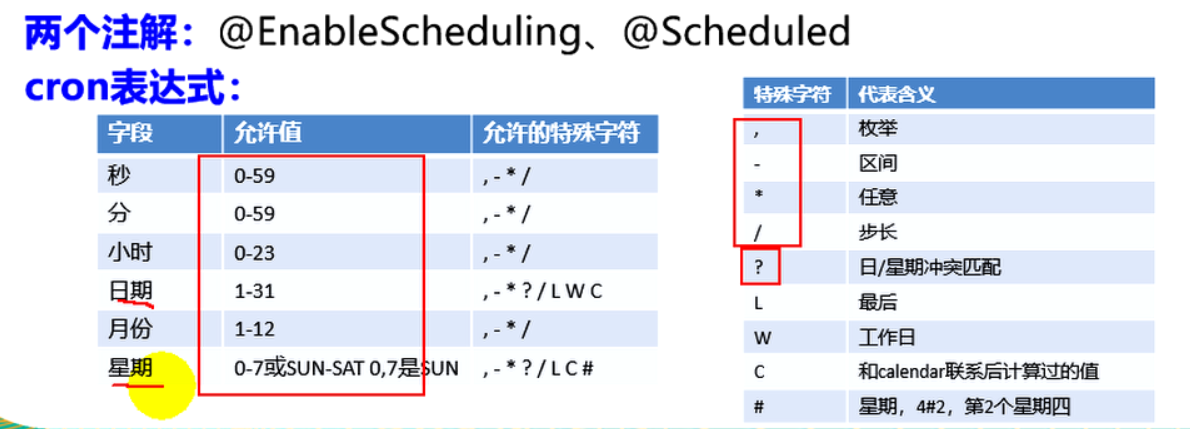 两个注解：@EnableScheduling、@Scheduled
cron表达式：
字段 允许值 允许的特殊字符
秒 0-59 , - * /
分 0-59 , - * /
小时 0-23 , - * /
日期 1-31 , - * ? / L W C
月份 1-12 , - * /
星期 0-7或SUN-SAT 0,7是SUN , - * ? / L C #
特殊字符 代表含义
, 枚举
- 区间
* 任意
/ 步长
? 日/星期冲突匹配
L 最后
W 工作日
C 和calendar联系后计算过的值
# 星期，4#2，第2个星期四